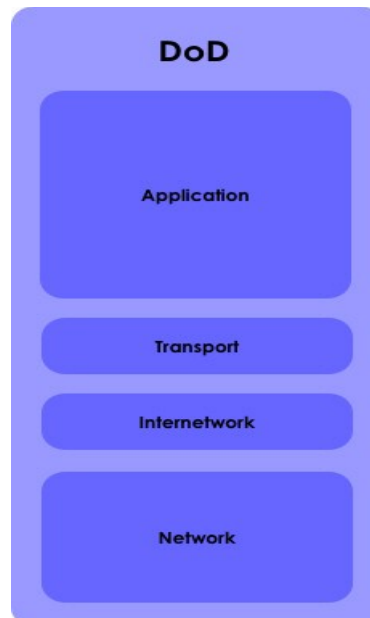 DoD
Application
Transport
Internetwork
Network